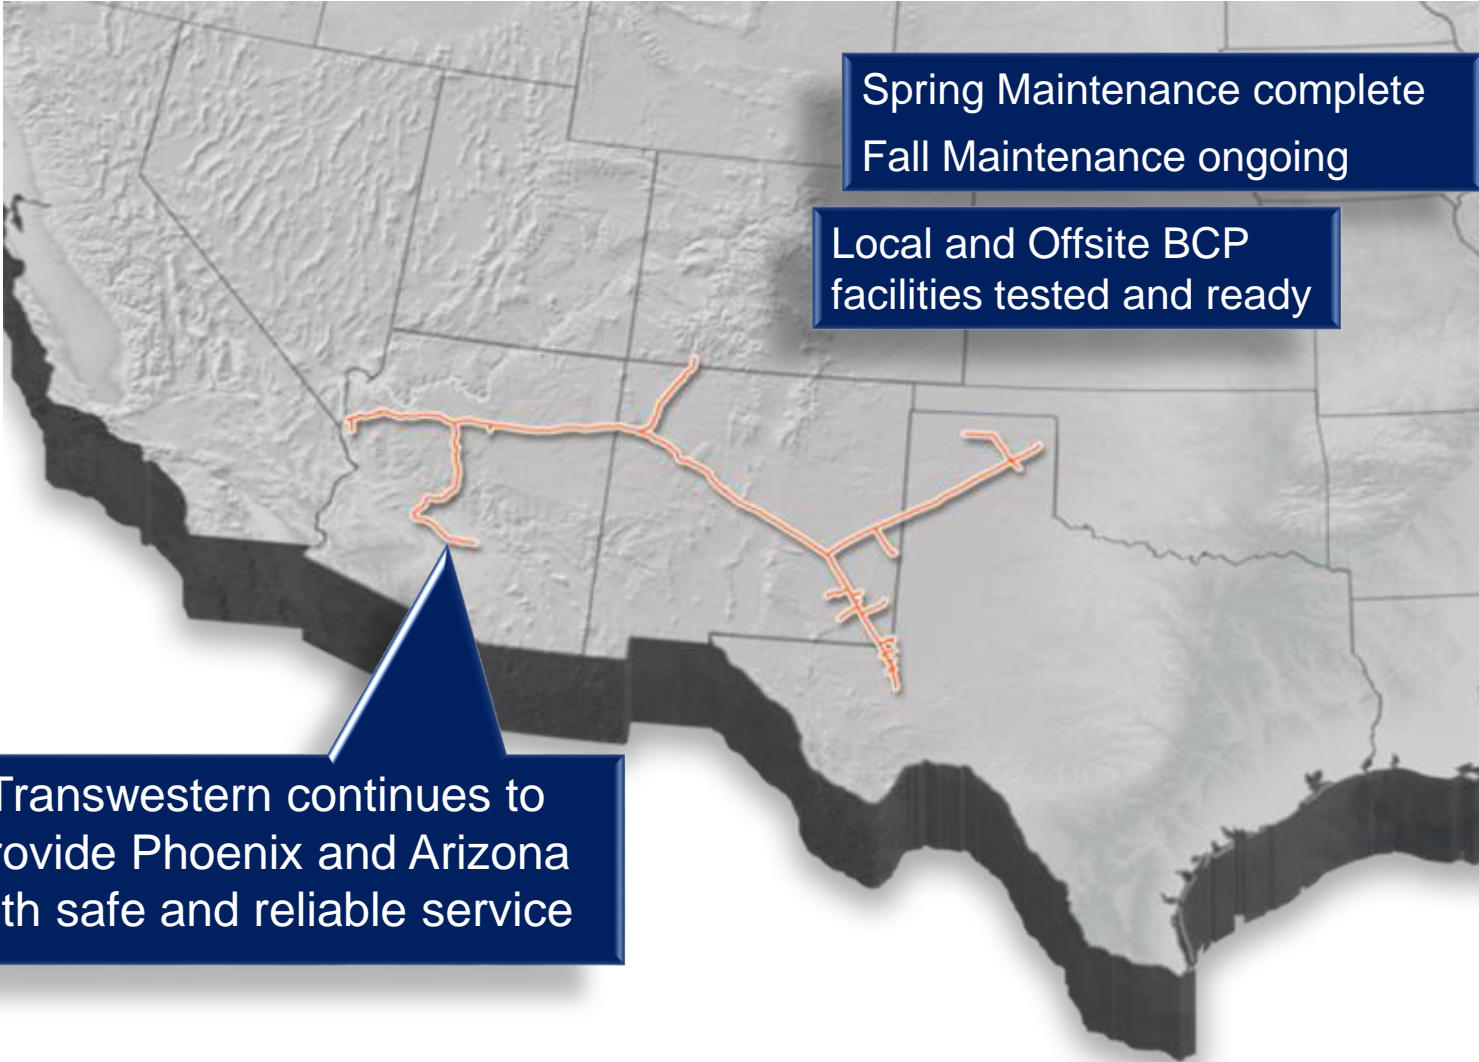 Spring Maintenance complete
Fall Maintenance ongoing
Local and Offsite BCP
facilities tested and ready
Transwestern continues to
rovide Phoenix and Arizona
th safe and reliable service